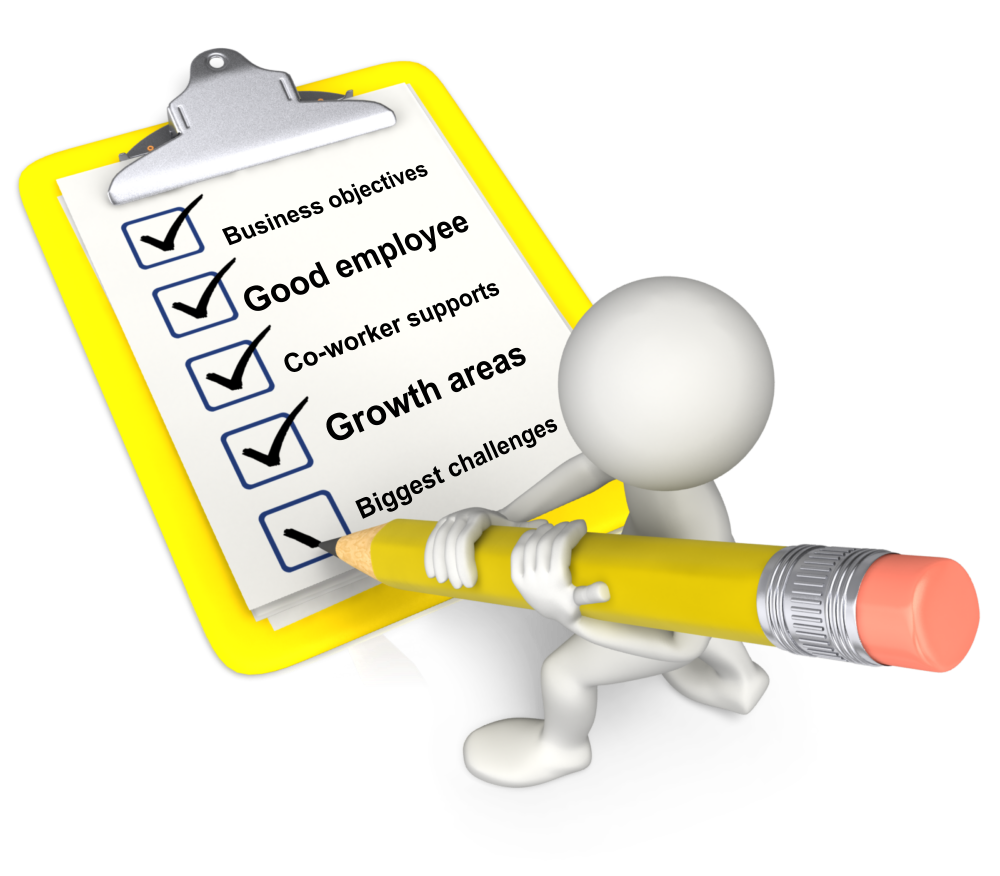 Business objectives
Good employee
Co-worker supports
Growth areas
Biggest challenges